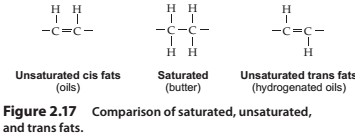 H H
–C=C–
H H
–C–C–
H H
H
–C=C–
H
Unsaturated cis fats
(oils)
Saturated
(butter)
Unsaturated trans fats
(hydrogenated oils)
Figure 2.17 Comparison of saturated, unsaturated,
and trans fats.